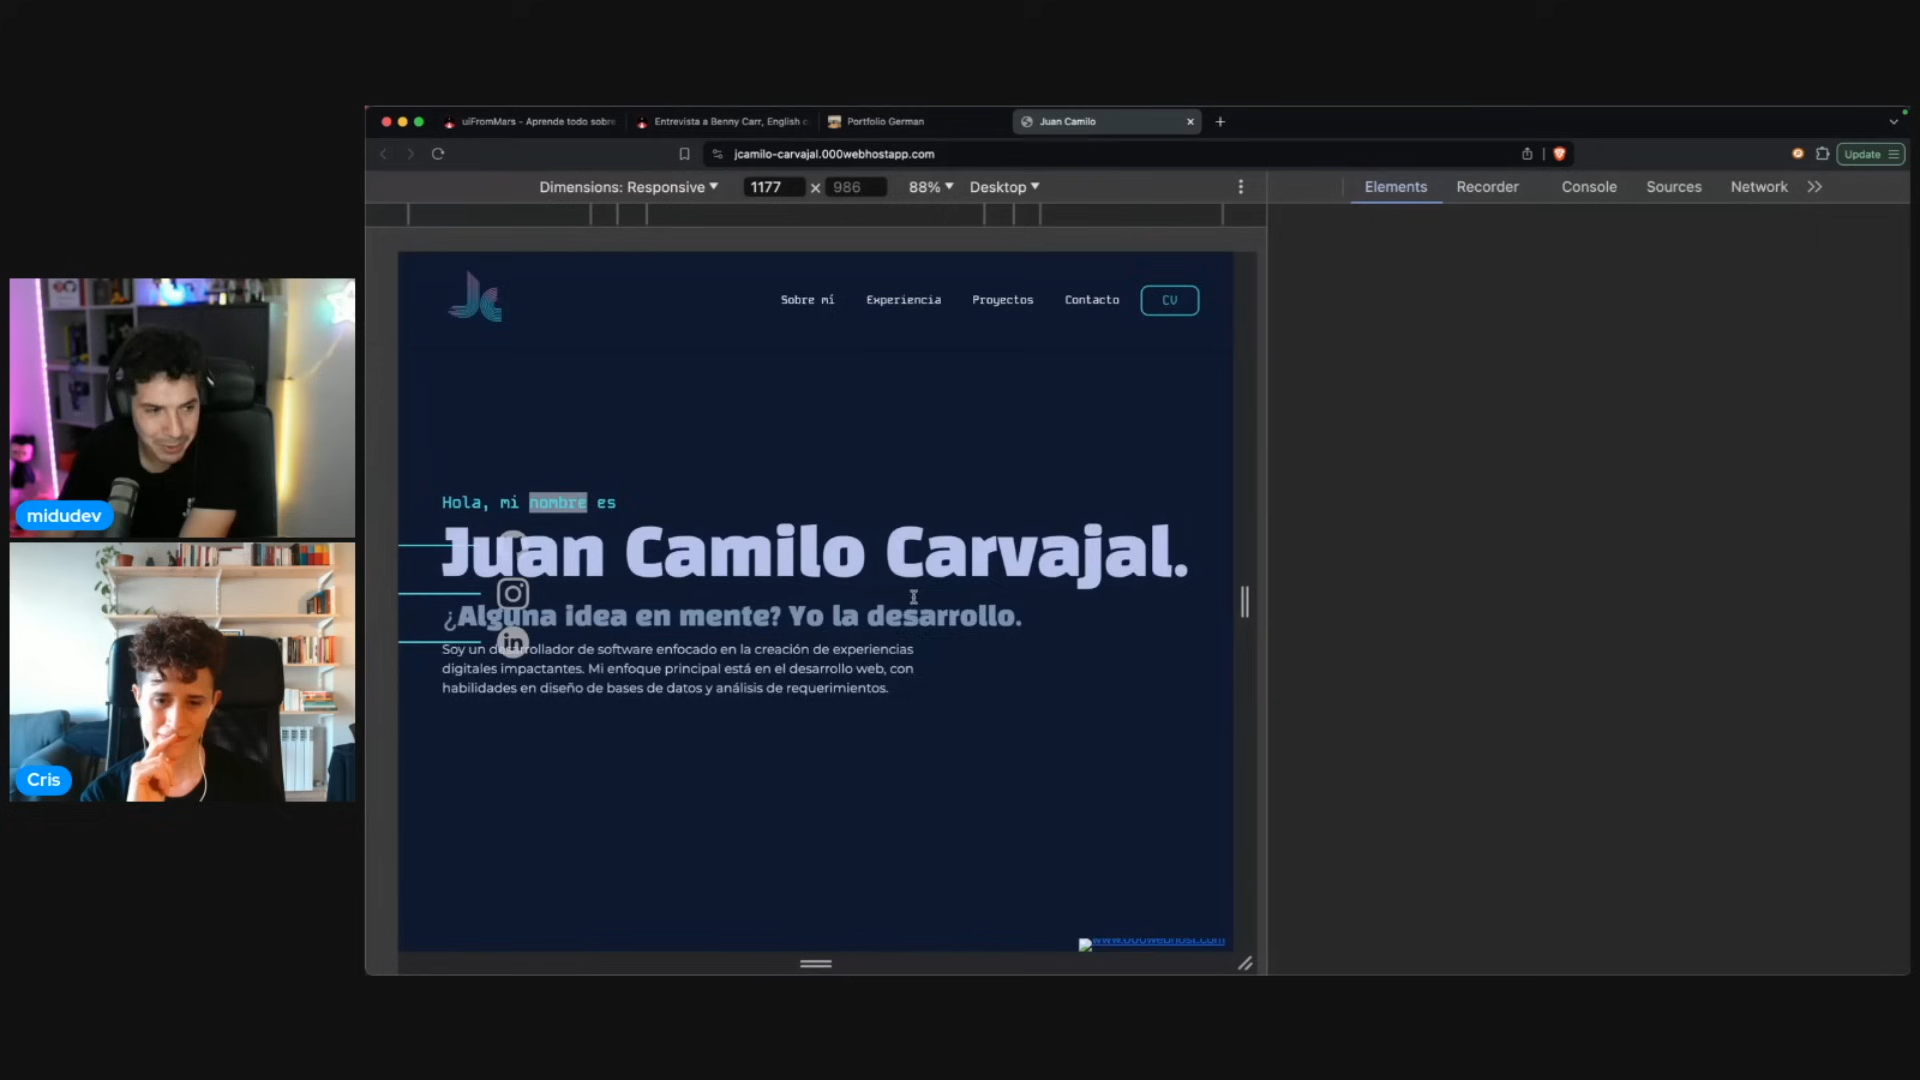 uiFromMars - Aprende todo sobre
Entrevista a Benny Carr, English
Portfolio German
Juan Camilo
jcamilo-carvajal.000webhostapp.com
Update
Dimensions: Responsive
1177 x 986
88%
Desktop
Elements
Recorder
Console
Sources
Network
Sobre mí
Experiencia
Proyectos
Contacto
CV
Hola, mi nombre es
Juan Camilo Carvajal.
¿Alguna idea en mente? Yo la desarrollo.
Soy un desarrollador de software enfocado en la creación de experiencias
digitales impactantes. Mi enfoque principal está en el desarrollo web, con
habilidades en diseño de bases de datos y análisis de requerimientos.
www.000webhost.com
midudev
Cris